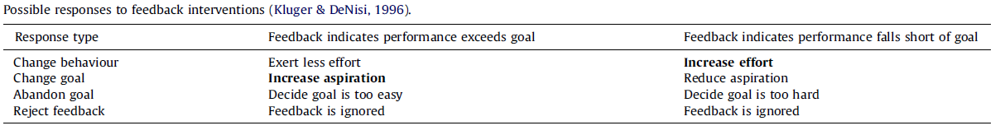 Possible responses to feedback interventions (Kluger & DeNisi, 1996).
Response type Feedback indicates performance exceeds goal Feedback indicates performance falls short of goal
Change behaviour Exert less effort Increase effort
Change goal Increase aspiration Reduce aspiration
Abandon goal Decide goal is too easy Decide goal is too hard
Reject feedback Feedback is ignored Feedback is ignored